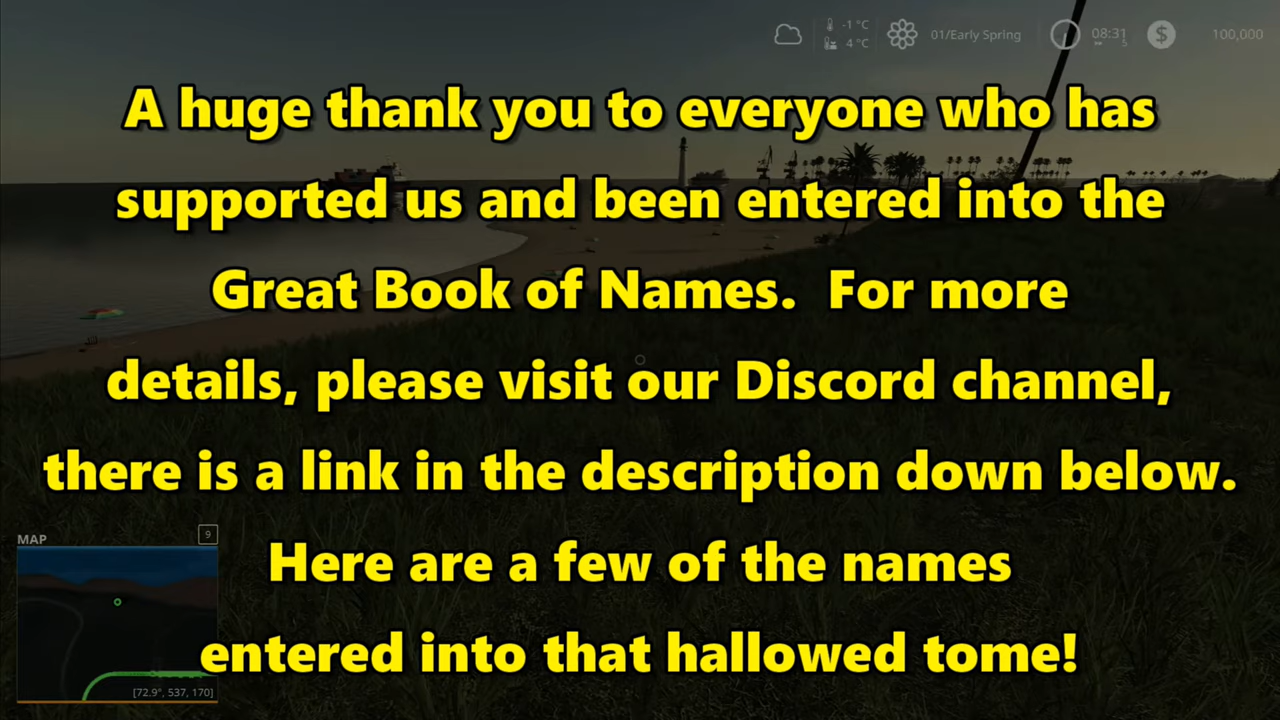 -1 °C
4 °C
01/Early Spring
08:31
5
100,000
A huge thank you to everyone who has
supported us and been entered into the
Great Book of Names.  For more
details, please visit our Discord channel,
there is a link in the description down below.
Here are a few of the names
entered into that hallowed tome!
MAP
9
[72.9°, 537, 170]